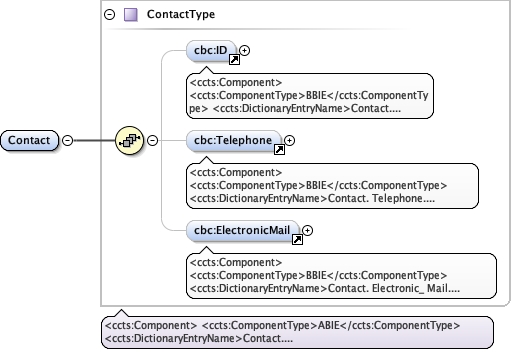 ContactType
cbc:ID
<ccts:Component>
<ccts:ComponentType>BBIE</ccts:ComponentTy
pe> <ccts:DictionaryEntryName>Contact....
Contact
cbc:Telephone
<ccts:Component>
<ccts:ComponentType>BBIE</ccts:ComponentType>
<ccts:DictionaryEntryName>Contact. Telephone....
cbc:ElectronicMail
<ccts:Component>
<ccts:ComponentType>BBIE</ccts:ComponentType>
<ccts:DictionaryEntryName>Contact. Electronic_ Mail....
<ccts:Component> <ccts:ComponentType>ABIE</ccts:ComponentType>
<ccts:DictionaryEntryName>Contact....